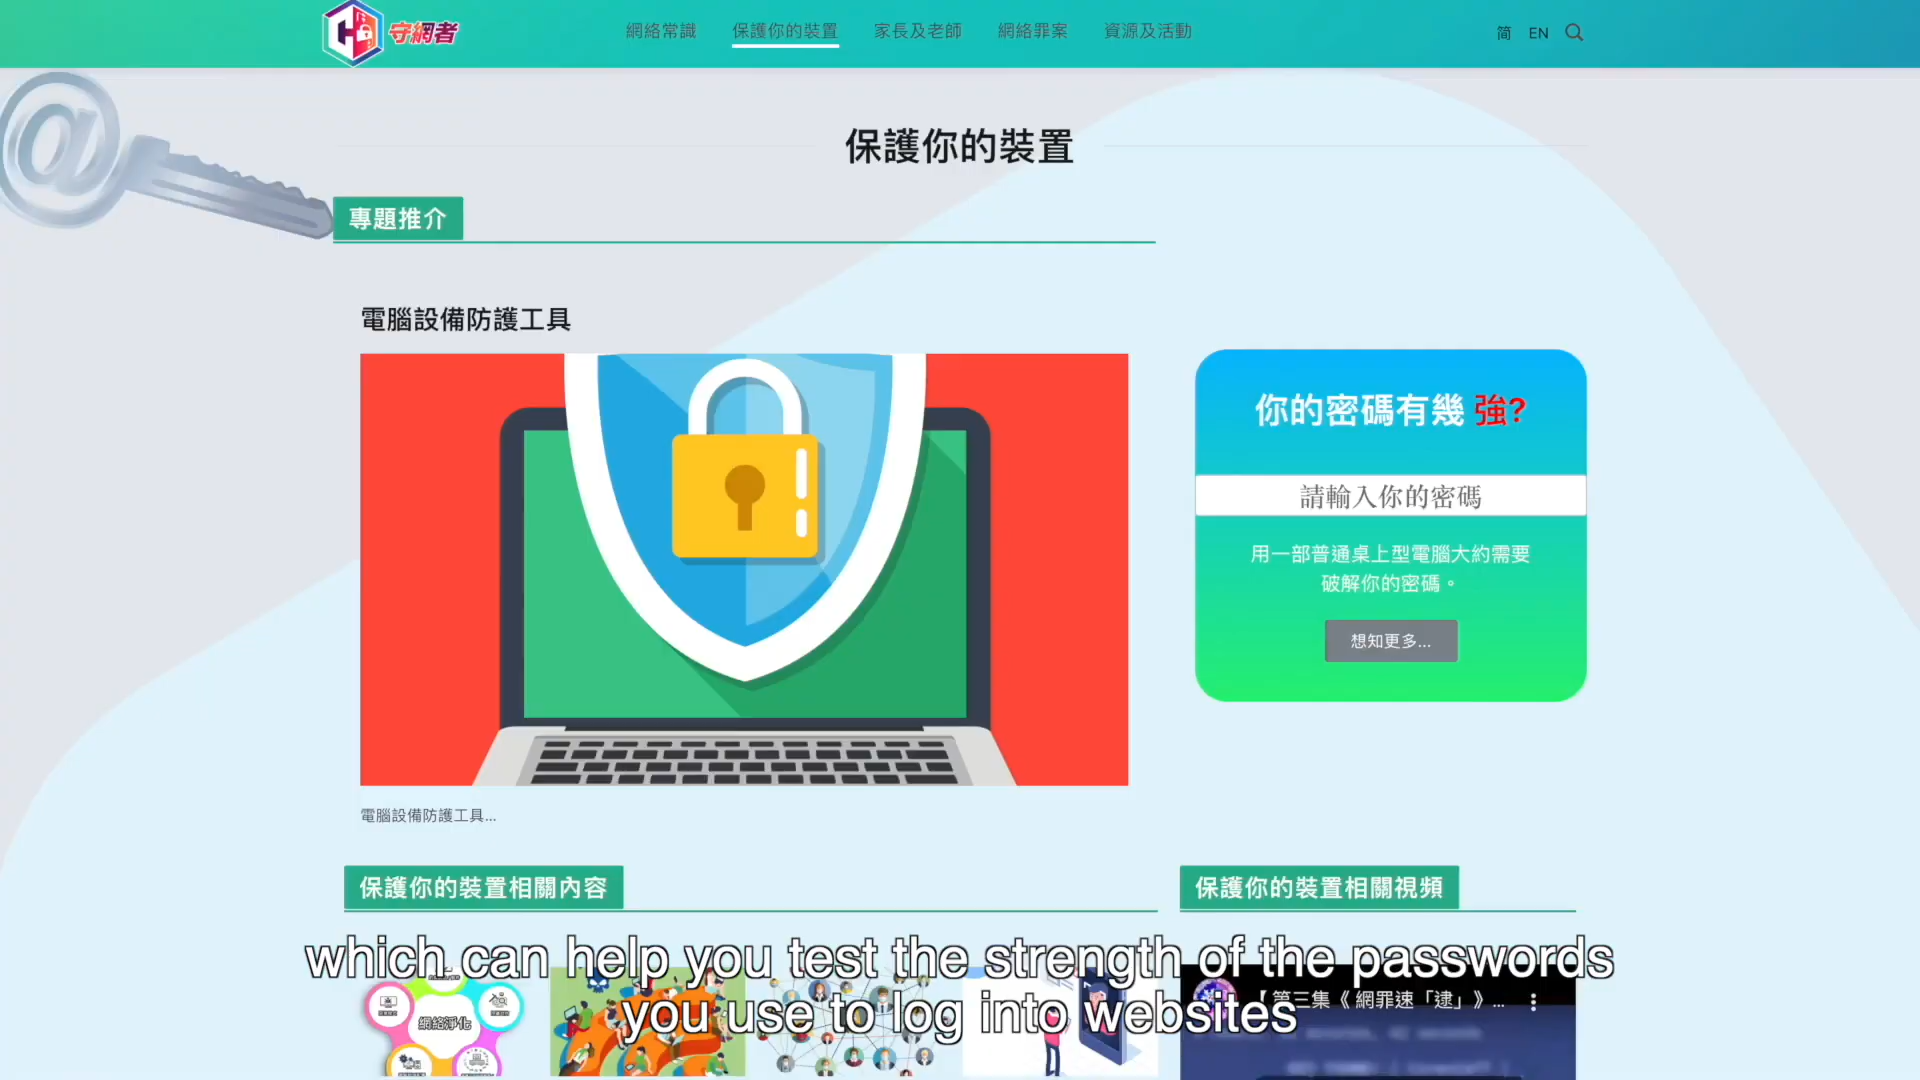 守網者
網絡常識
保護你的裝置
家長及老師
網絡罪案
資源及活動
简
EN
保護你的裝置
專題推介
電腦設備防護工具
你的密碼有幾 強?
請輸入你的密碼
用一部普通桌上型電腦大約需要
破解你的密碼。
想知更多...
電腦設備防護工具...
保護你的裝置相關內容
保護你的裝置相關視頻
which can help you test the strength of the passwords
you use to log into websites
網絡淨化
【第三集《 網罪速「逮」》...